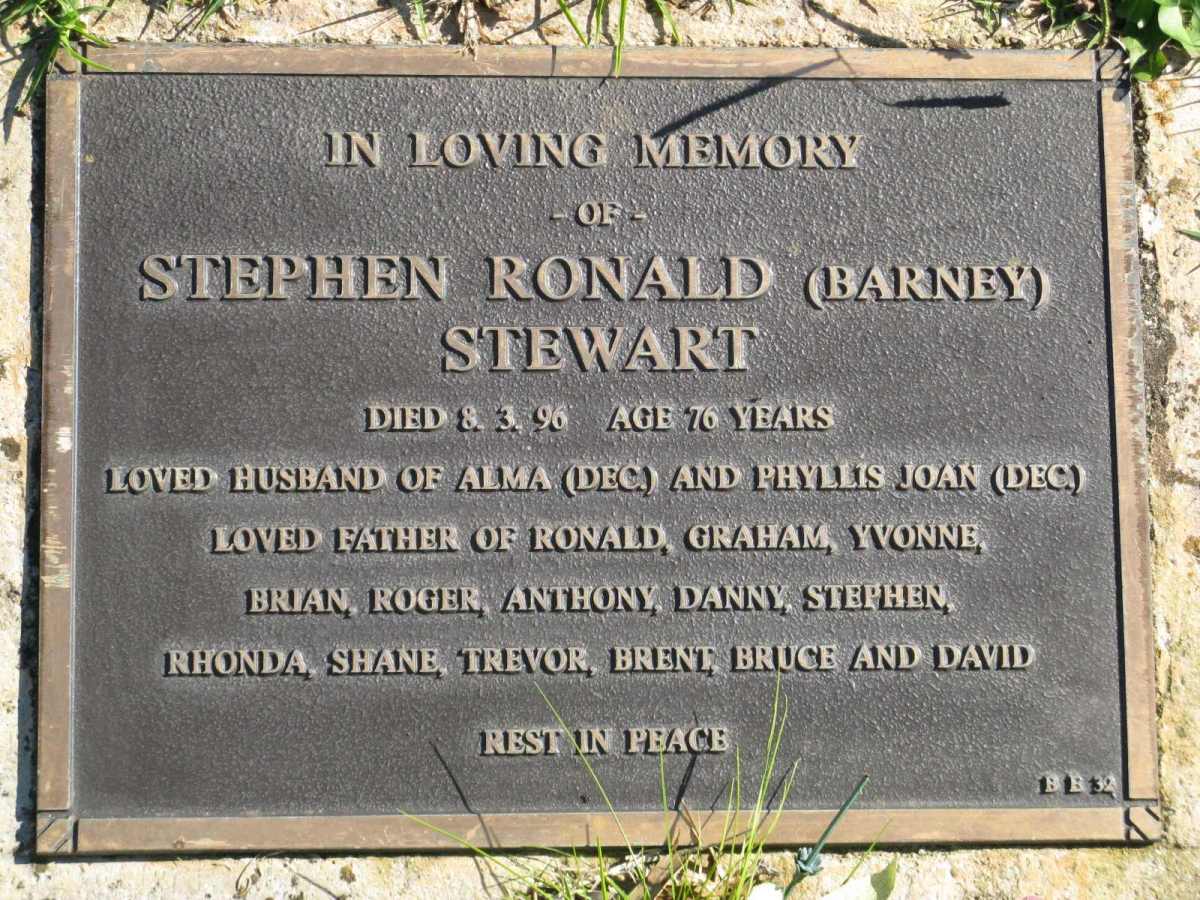 IN LOVING MEMORY
- OF -
STEPHEN RONALD (BARNEY)
STEWART
DIED 8. 3. 96 AGE 76 YEARS
LOVED HUSBAND OF ALMA (DEC.) AND PHYLLIS JOAN (DEC.)
LOVED FATHER OF RONALD, GRAHAM, YVONNE,
BRIAN, ROGER, ANTHONY, DANNY, STEPHEN,
RHONDA, SHANE, TREVOR, BRENT, BRUCE AND DAVID
REST IN PEACE
B E 32